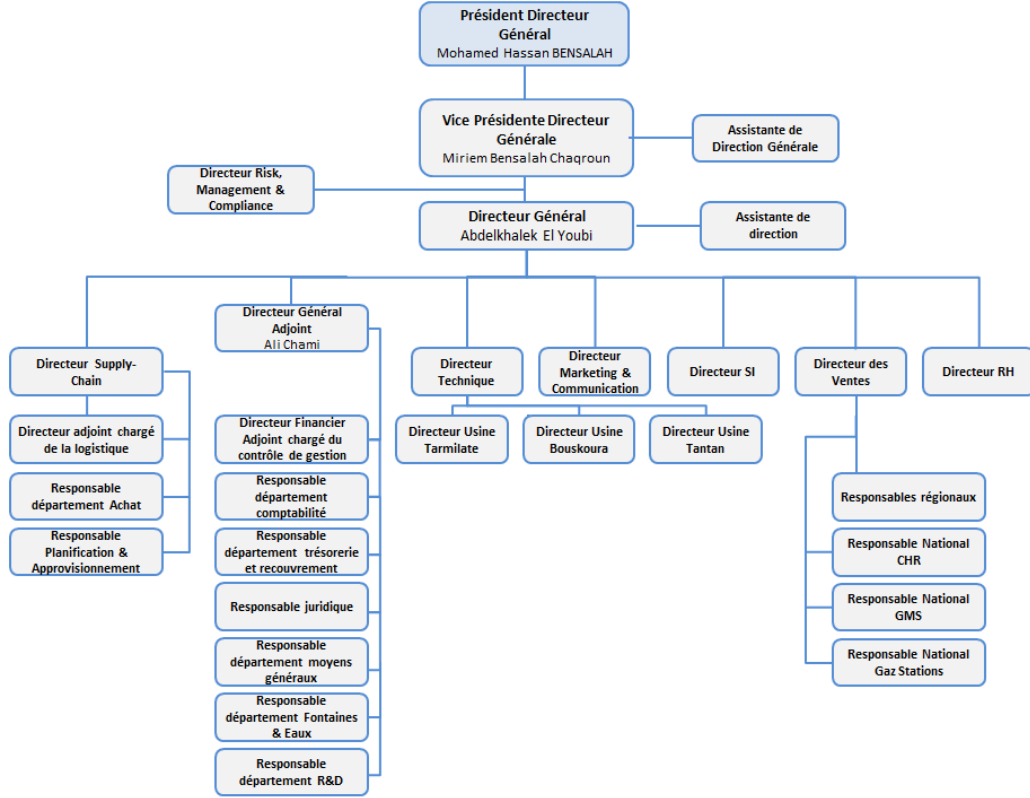 Président Directeur
Général
Mohamed Hassan BENSALAH
Vice Présidente Directeur
Générale
Miriem Bensalah Chaqroun
Assistante de
Direction Générale
Directeur Risk,
Management &
Compliance
Directeur Général
Abdelkhalek El Youbi
Assistante de
direction
Directeur Général
Adjoint
Ali Chami
Directeur Supply-
Chain
Directeur
Technique
Directeur
Marketing &
Communication
Directeur SI
Directeur des
Ventes
Directeur RH
Directeur adjoint chargé
de la logistique
Responsable
département Achat
Responsable
Planification &
Approvisionnement
Directeur Financier
Adjoint chargé du
contrôle de gestion
Responsable
département
comptabilité
Responsable
département trésorerie
et recouvrement
Responsable juridique
Responsable
département moyens
généraux
Responsable
département Fontaines
& Eaux
Responsable
département R&D
Directeur Usine
Tarmilate
Directeur Usine
Bouskoura
Directeur Usine
Tantan
Responsables régionaux
Responsable National
CHR
Responsable National
GMS
Responsable National
Gaz Stations